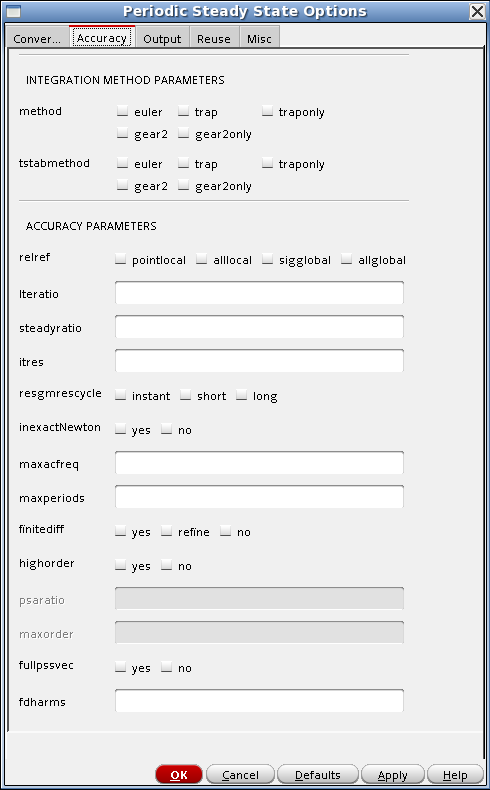 Periodic Steady State Options
Conver... Accuracy Output Reuse Misc
INTEGRATION METHOD PARAMETERS
method euler trap traponly
gear2 gear2only
tstabmethod euler trap traponly
gear2 gear2only
ACCURACY PARAMETERS
relref pointlocal alllocal sigglobal allglobal
lteratio
steadyratio
itres
resgmrescycle instant short long
inexactNewton yes no
maxacfreq
maxperiods
finitediff yes refine no
highorder yes no
psaratio
maxorder
fullpssvec yes no
fdharms
OK Cancel Defaults Apply Help